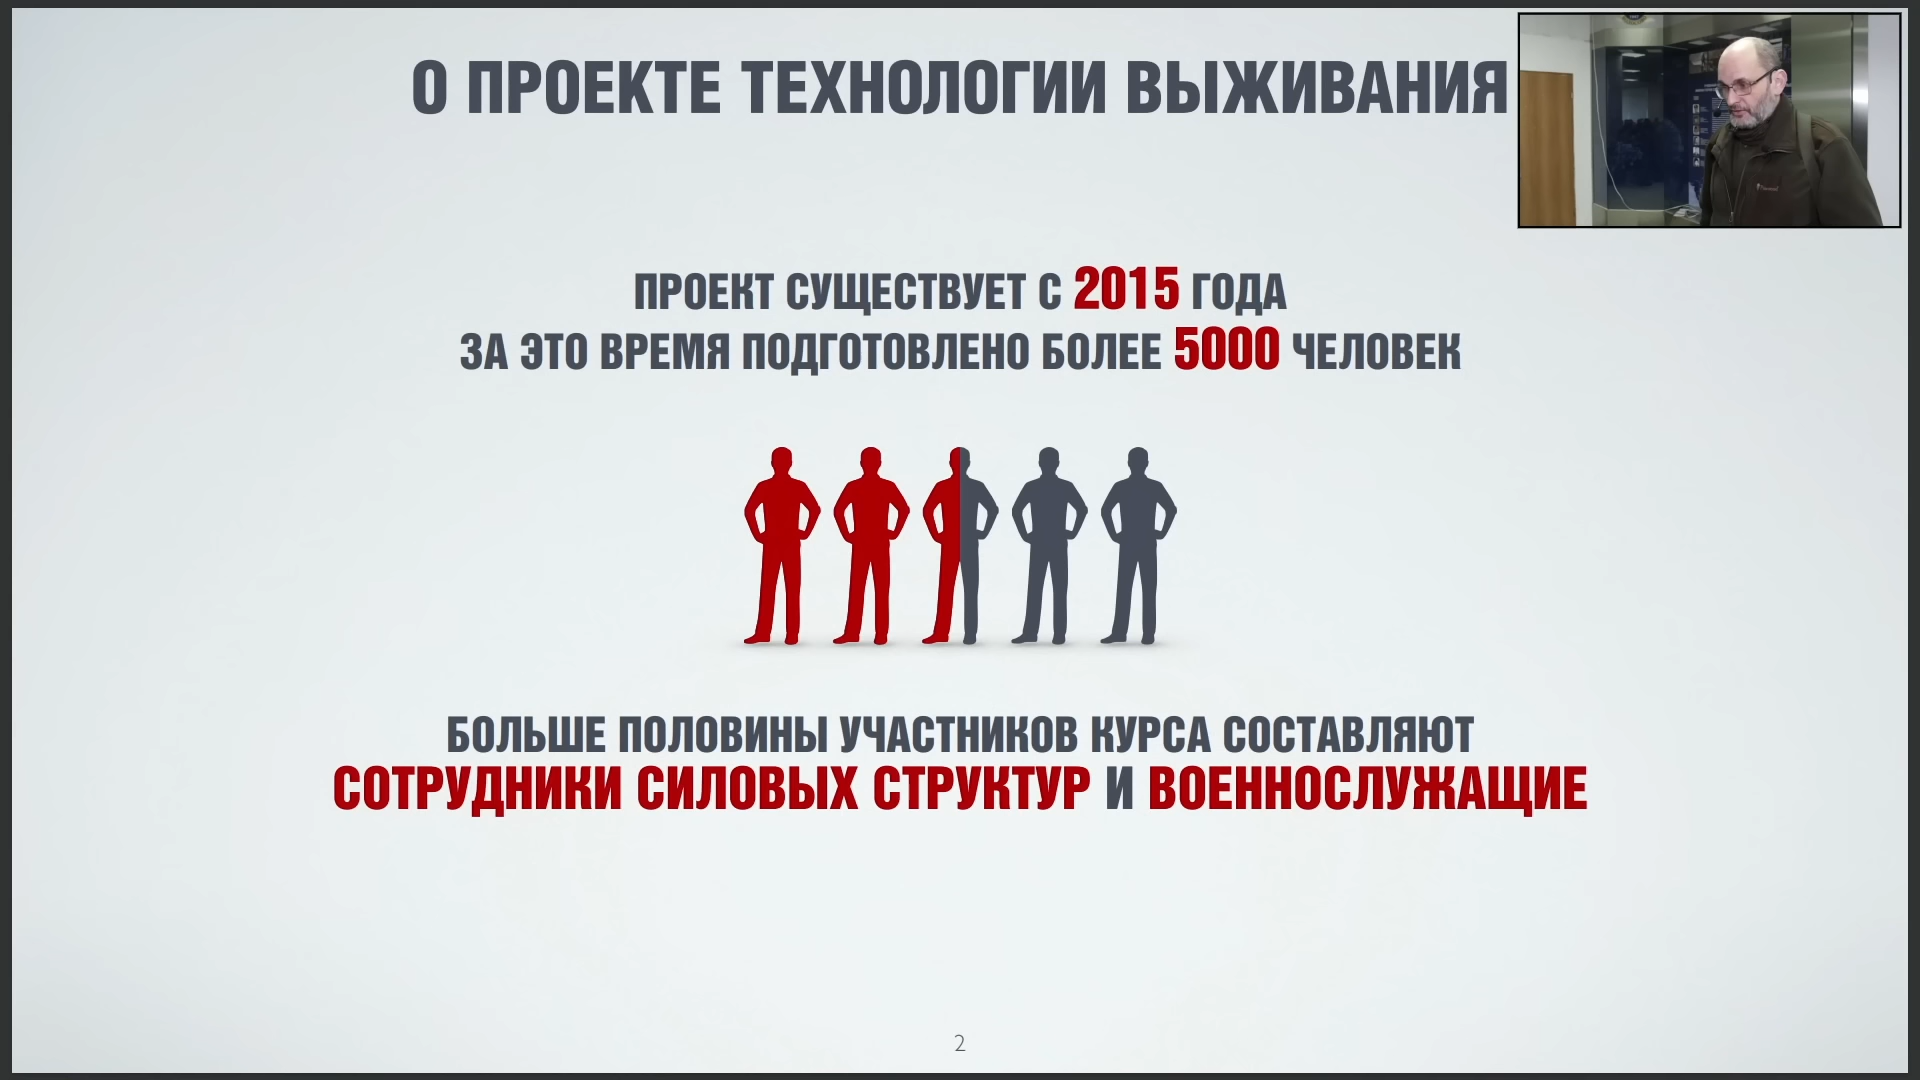 О ПРОЕКТЕ ТЕХНОЛОГИИ ВЫЖИВАНИЯ
ПРОЕКТ СУЩЕСТВУЕТ С 2015 ГОДА
ЗА ЭТО ВРЕМЯ ПОДГОТОВЛЕНО БОЛЕЕ 5000 ЧЕЛОВЕК
БОЛЬШЕ ПОЛОВИНЫ УЧАСТНИКОВ КУРСА СОСТАВЛЯЮТ
СОТРУДНИКИ СИЛОВЫХ СТРУКТУР И ВОЕННОСЛУЖАЩИЕ
2